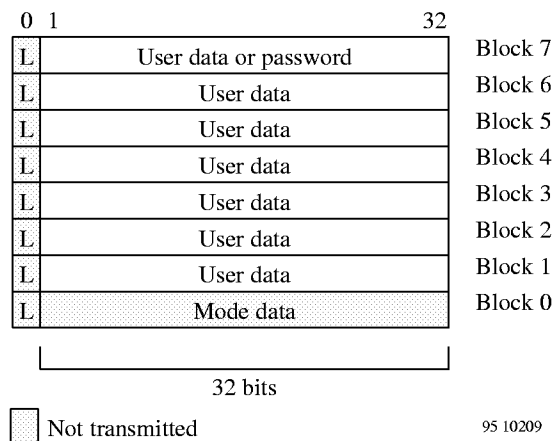 0 1 32
L User data or password Block 7
L User data Block 6
L User data Block 5
L User data Block 4
L User data Block 3
L User data Block 2
L User data Block 1
L Mode data Block 0
32 bits
Not transmitted
95 10209